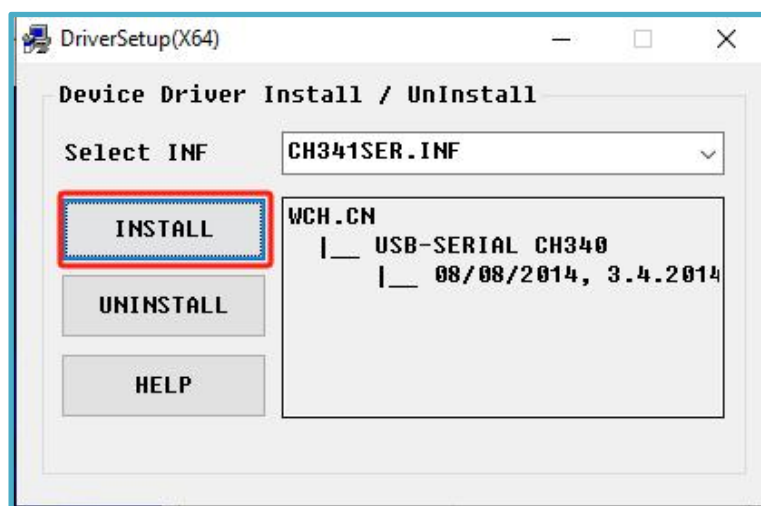 DriverSetup(X64)
Device Driver Install / UnInstall
Select INF
CH341SER.INF
INSTALL
UNINSTALL
HELP
WCH.CN
|__ USB-SERIAL CH340
|__ 08/08/2014, 3.4.2014